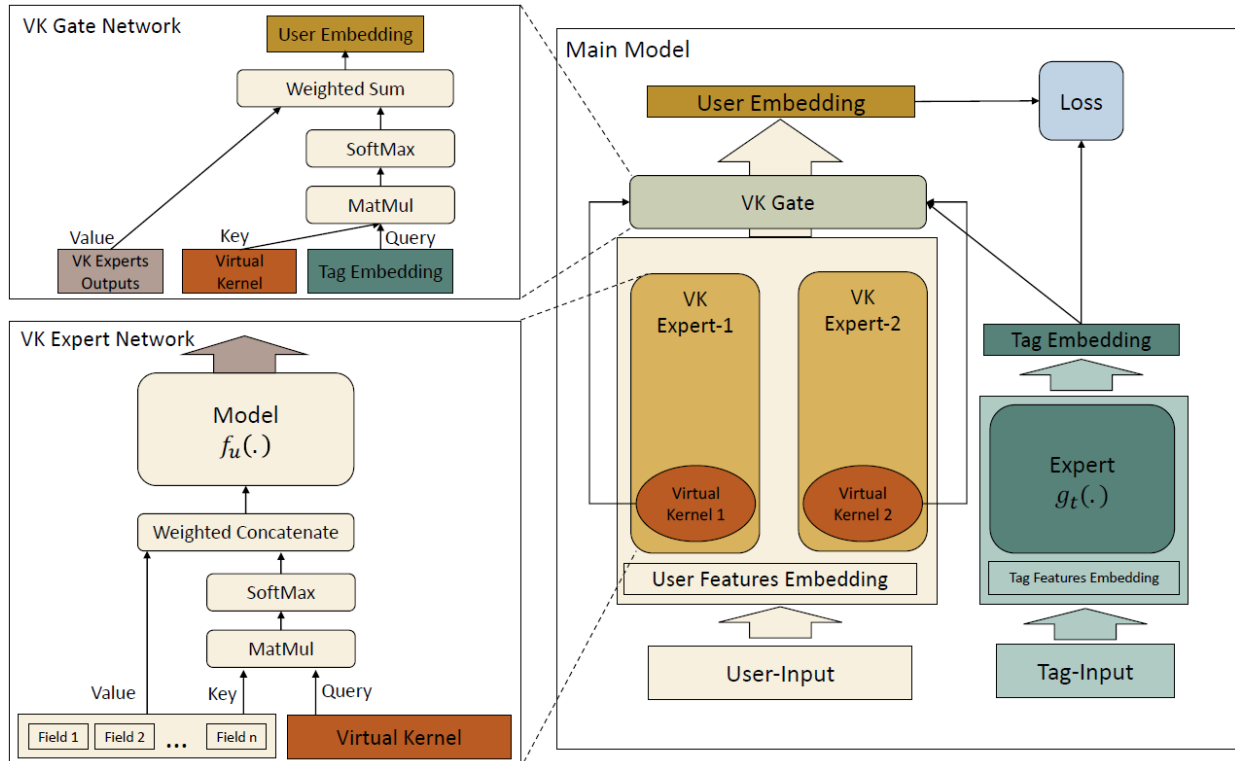 VK Gate Network
User Embedding
Weighted Sum
SoftMax
MatMul
Value
Key
Query
VK Experts
Outputs
Virtual
Kernel
Tag Embedding
VK Expert Network
Model
f_u(.)
Weighted Concatenate
SoftMax
MatMul
Value
Key
Query
Field 1
Field 2
...
Field n
Virtual Kernel
Main Model
User Embedding
Loss
VK Gate
VK
Expert-1
VK
Expert-2
Virtual
Kernel 1
Virtual
Kernel 2
User Features Embedding
User-Input
Tag Embedding
Expert
g_t(.)
Tag Features Embedding
Tag-Input